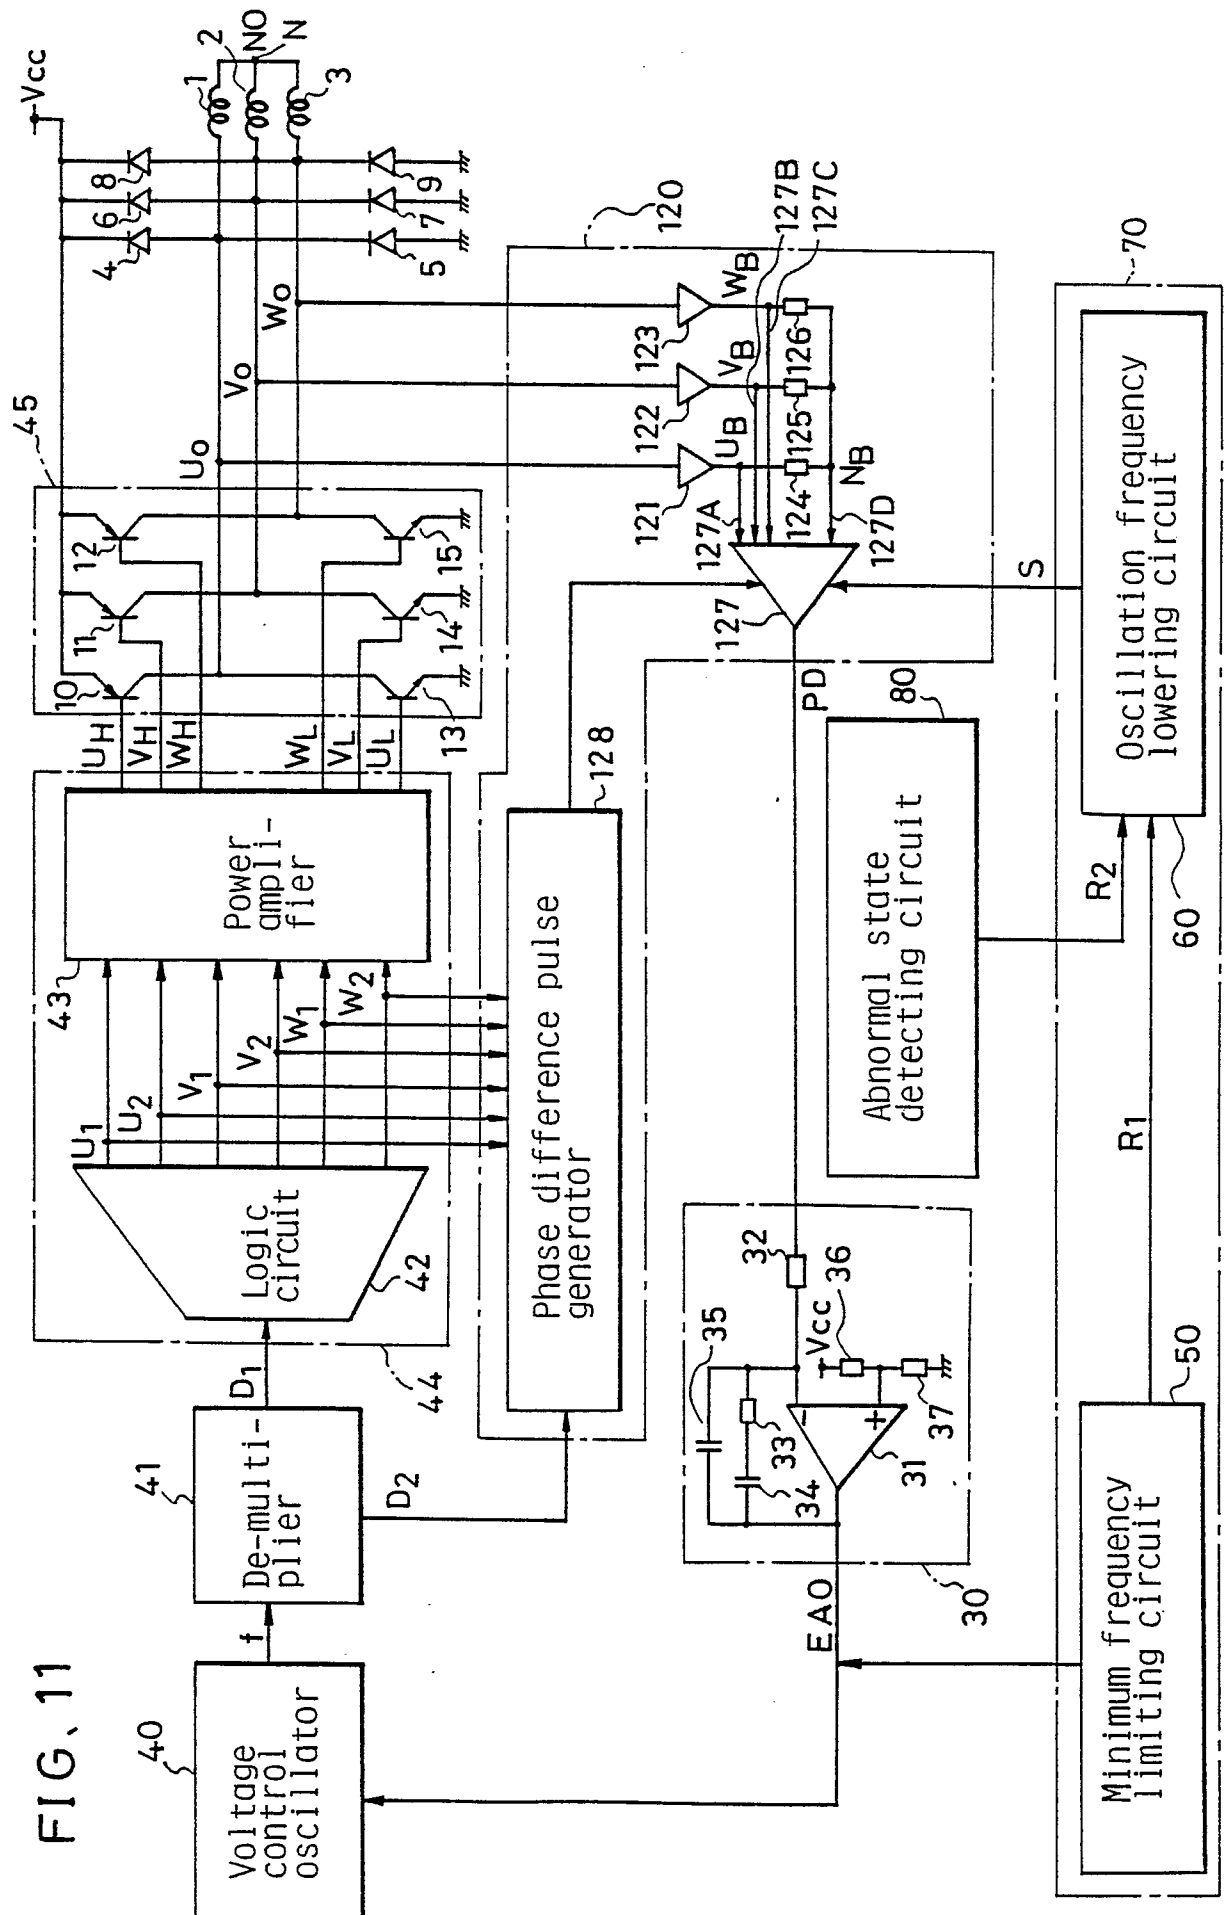 FIG. 11
Voltage
control
oscillator
40
f
De-multi-
plier
41
D1
D2
Logic
circuit
42
44
U1
U2
V1
V2
W1
W2
Power
ampli-
fier
43
UH
VH
WH
WL
VL
UL
45
10
11
12
13
14
15
UO
VO
WO
Vcc
4
6
8
5
7
9
1
2
3
NO
N
Phase difference pulse
generator
128
120
121
122
123
UB
VB
WB
124
125
126
NB
127A
127B
127C
127D
127
PD
S
30
31
32
33
34
35
36
37
Vcc
-
+
EAO
Abnormal state
detecting circuit
80
Minimum frequency
limiting circuit
50
R1
R2
Oscillation frequency
lowering circuit
60
70